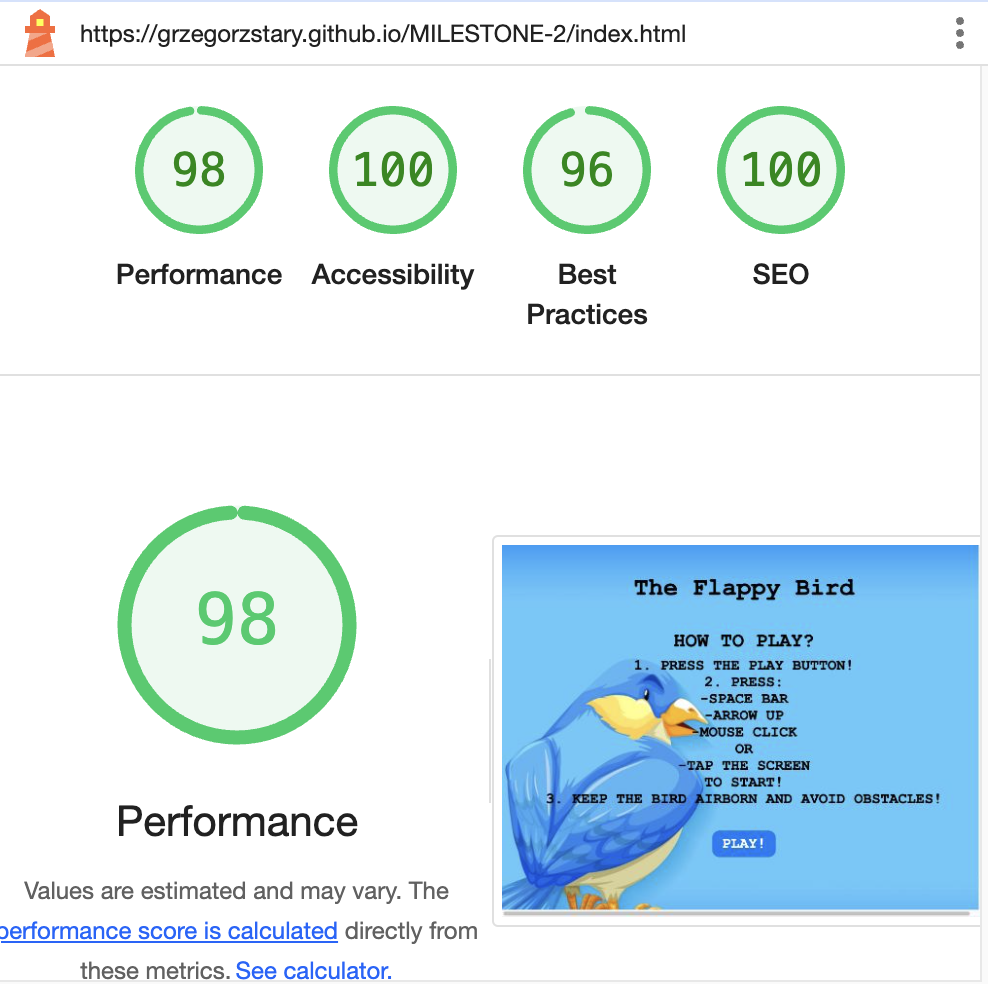 https://grzegorzstary.github.io/MILESTONE-2/index.html
98
100
96
100
Performance
Accessibility
Best
Practices
SEO
98
Performance
Values are estimated and may vary. The
performance score is calculated directly from
these metrics. See calculator.
The Flappy Bird
HOW TO PLAY?
1. PRESS THE PLAY BUTTON!
2. PRESS:
-SPACE BAR
-ARROW UP
-MOUSE CLICK
OR
-TAP THE SCREEN
TO START!
3. KEEP THE BIRD AIRBORN AND AVOID OBSTACLES!
PLAY!